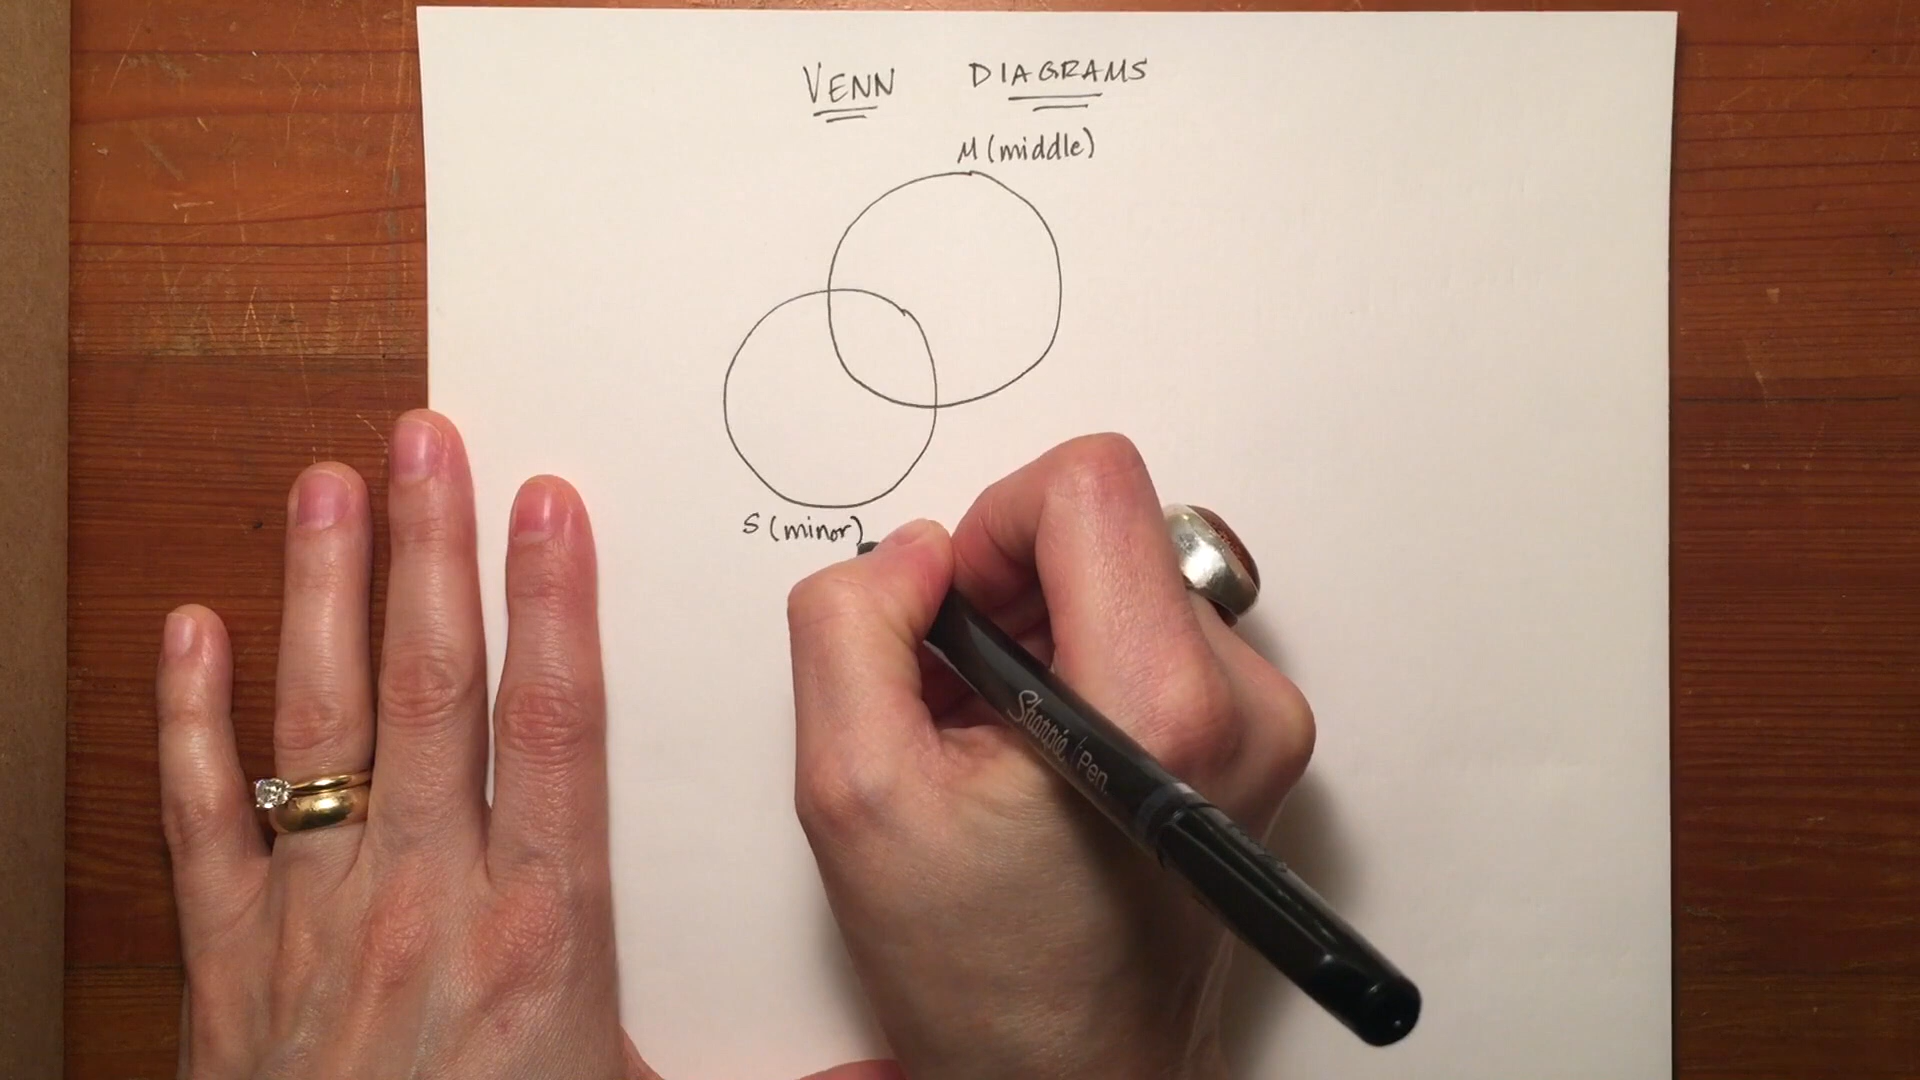 VENN DIAGRAMS
M (middle)
S (minor)
Sharpie Pen.